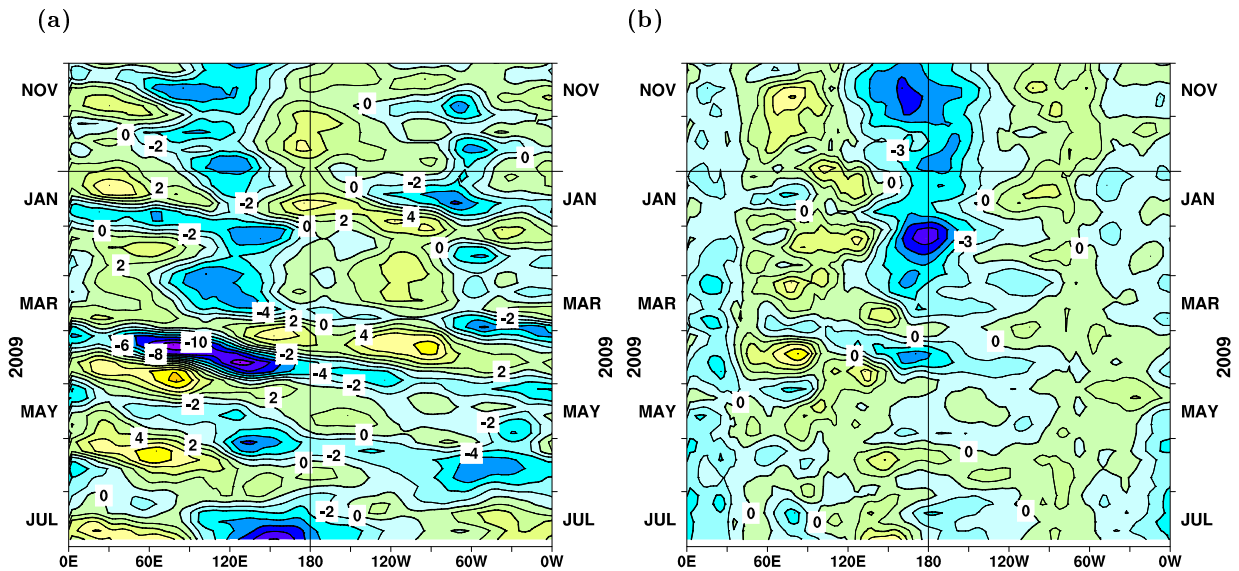 (a) (b)
NOV NOV NOV NOV
0 0
0 -2 0 -3
JAN 2 0 -2 JAN JAN 0 JAN
-2 2 4 0 0
0 -2 0 0 -3 0
2
MAR -4 MAR MAR MAR
2 0 4 -2 0 0
-6 -8 -10 -2 0
2009 -4 -2 2 2009 2009 2009
-2 2 0
MAY MAY MAY MAY
4 2 0 -2
0 -2 -4 0
0 -2 0 0 0 0
JUL JUL JUL JUL
0E 60E 120E 180 120W 60W 0W 0E 60E 120E 180 120W 60W 0W